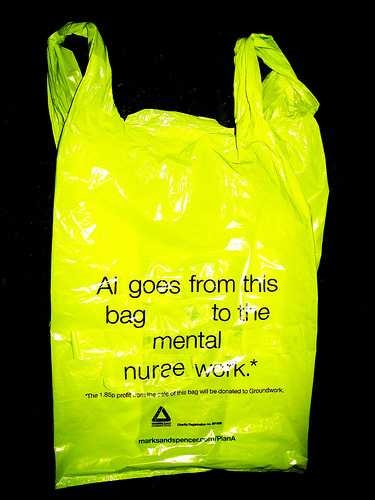 Ai goes from this
bag to the
mental
nurse work.*
*The 1.85p profit from the sale of this bag will be donated to Groundwork.
marksandspencer.com/PlanA